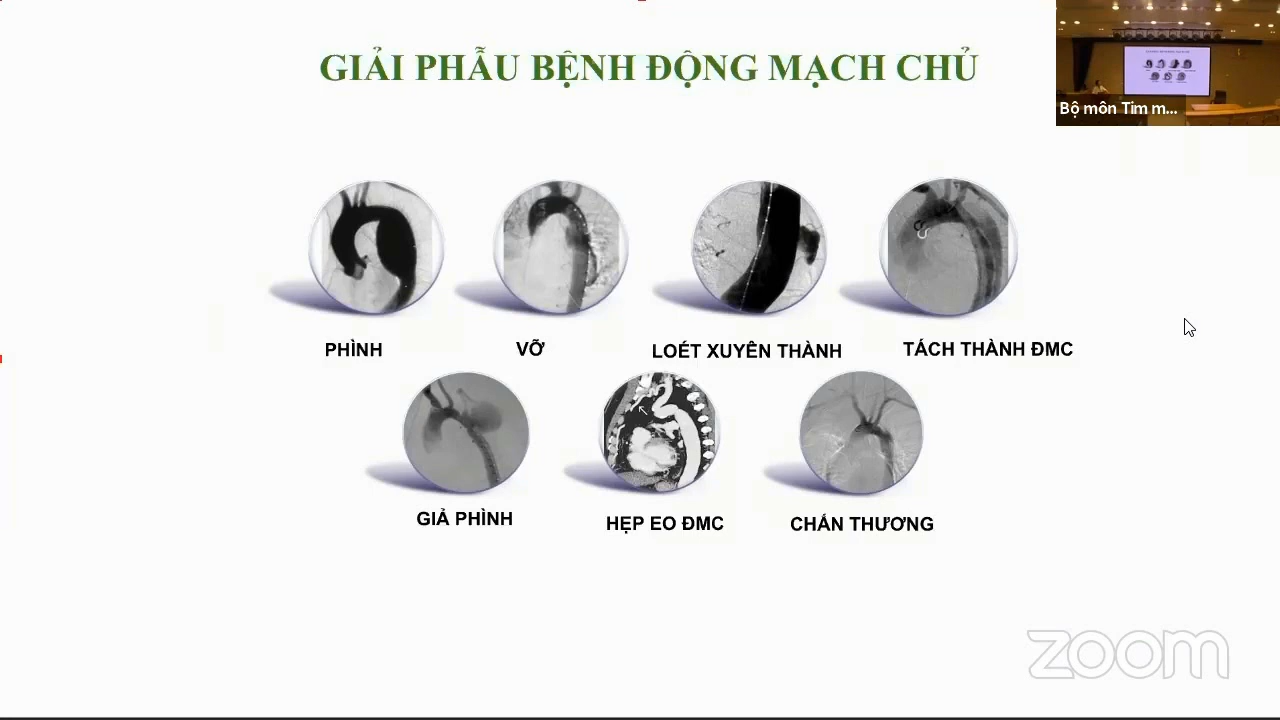 GIẢI PHẪU BỆNH ĐỘNG MẠCH CHỦ
Bộ môn Tim m...
PHÌNH
VỠ
LOÉT XUYÊN THÀNH
TÁCH THÀNH ĐMC
GIẢ PHÌNH
HẸP EO ĐMC
CHẤN THƯƠNG
zoom